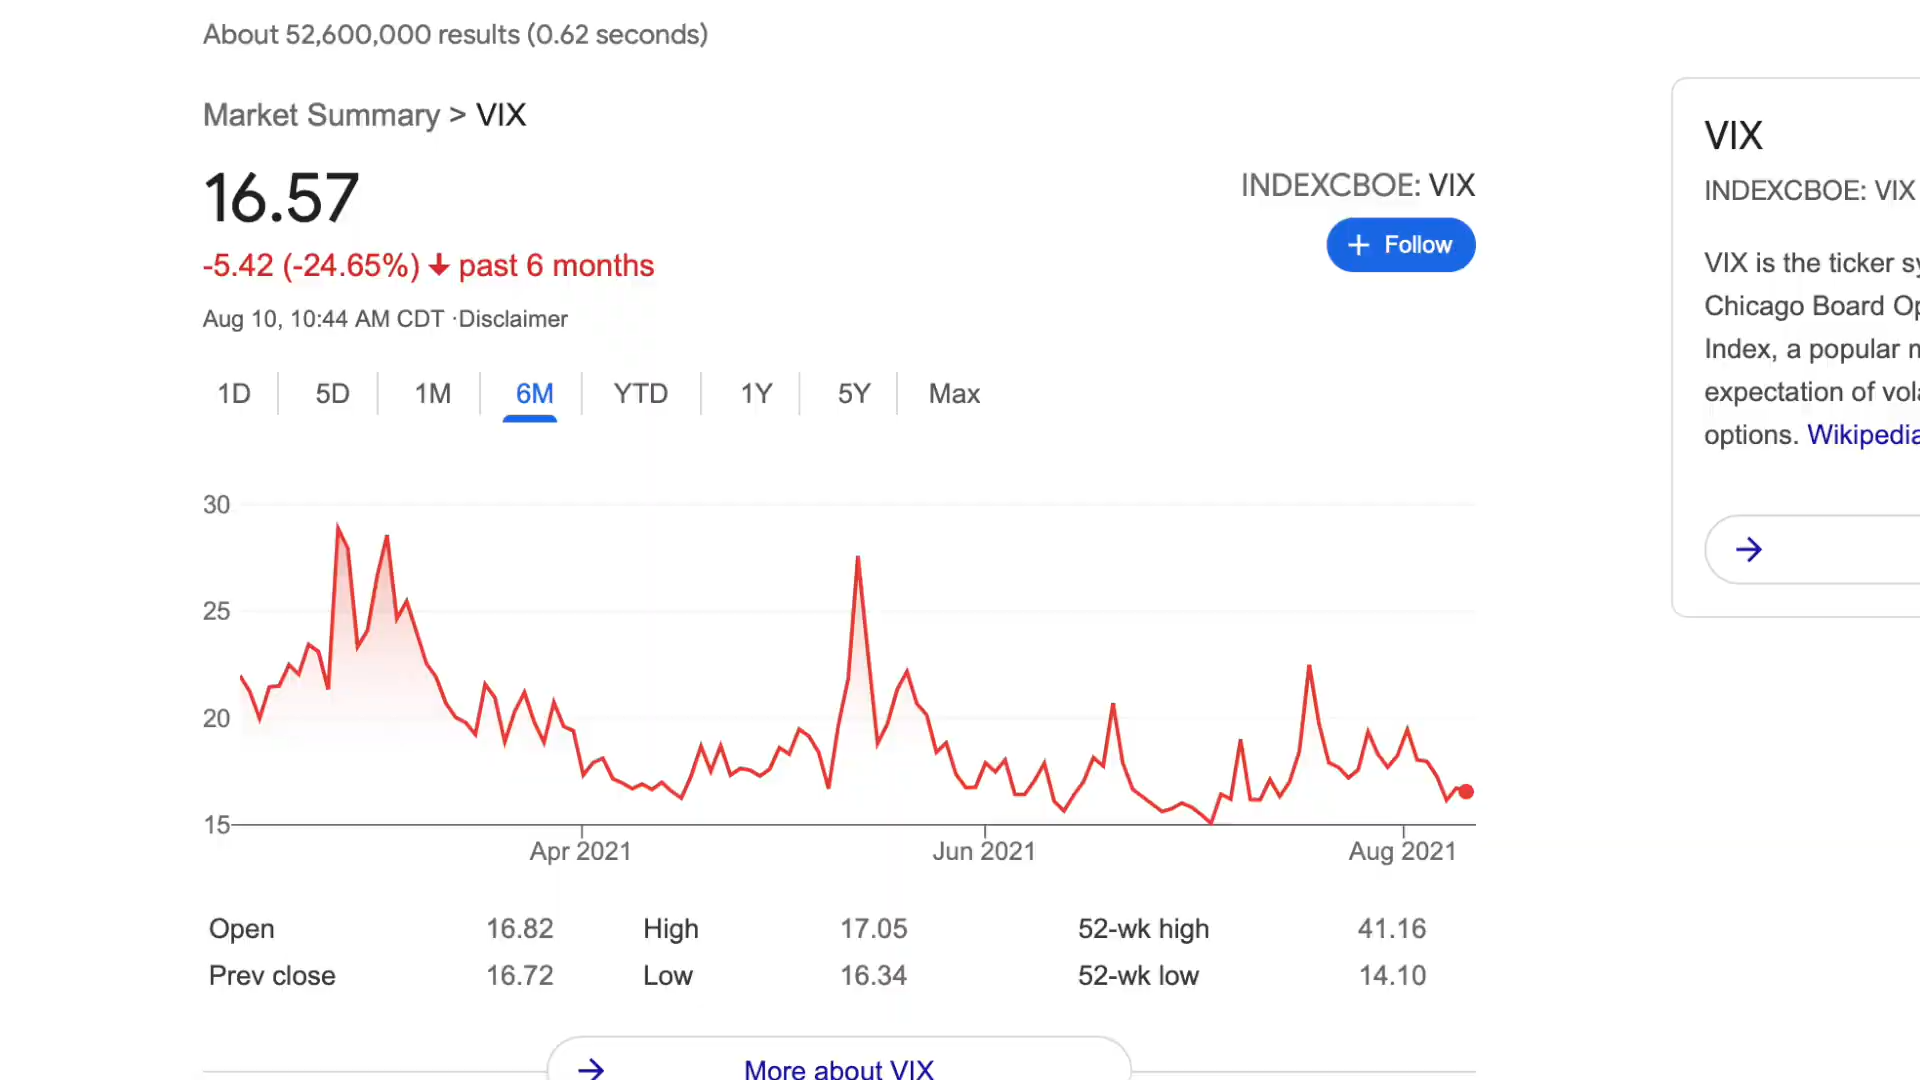 About 52,600,000 results (0.62 seconds)
Market Summary > VIX
16.57
-5.42 (-24.65%) past 6 months
Aug 10, 10:44 AM CDT ·Disclaimer
INDEXCBOE: VIX
+ Follow
1D 5D 1M 6M YTD 1Y 5Y Max
30
25
20
15
Apr 2021 Jun 2021 Aug 2021
Open 16.82 High 17.05 52-wk high 41.16
Prev close 16.72 Low 16.34 52-wk low 14.10
More about VIX
VIX
INDEXCBOE: VIX
VIX is the ticker
Chicago Board
Index, a popular
expectation of
options. Wikipedia